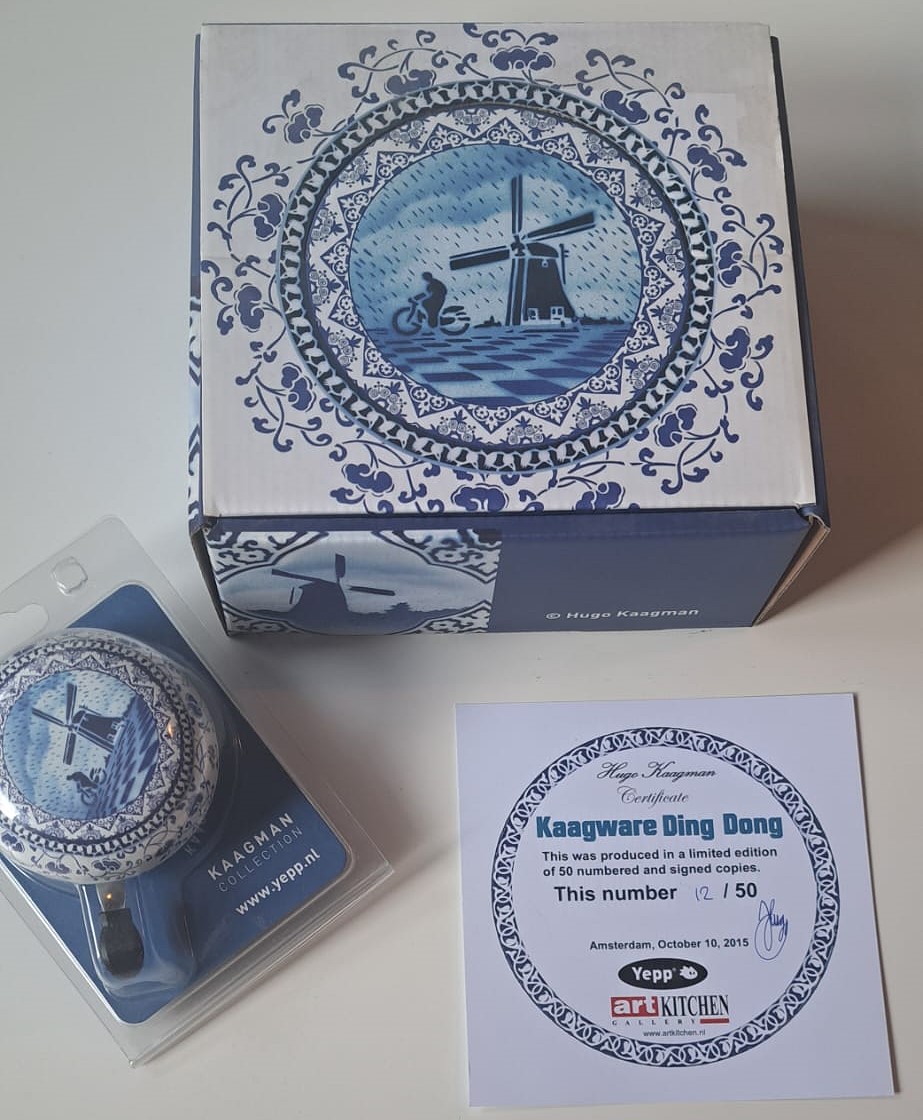 © Hugo Kaagman
KAAGMAN
COLLECTION
www.yepp.nl
Hugo Kaagman
Certificate
Kaagware Ding Dong
This was produced in a limited edition
of 50 numbered and signed copies.
This number 12 / 50
Amsterdam, October 10, 2015
Yepp®
art KITCHEN
GALLERY
www.artkitchen.nl